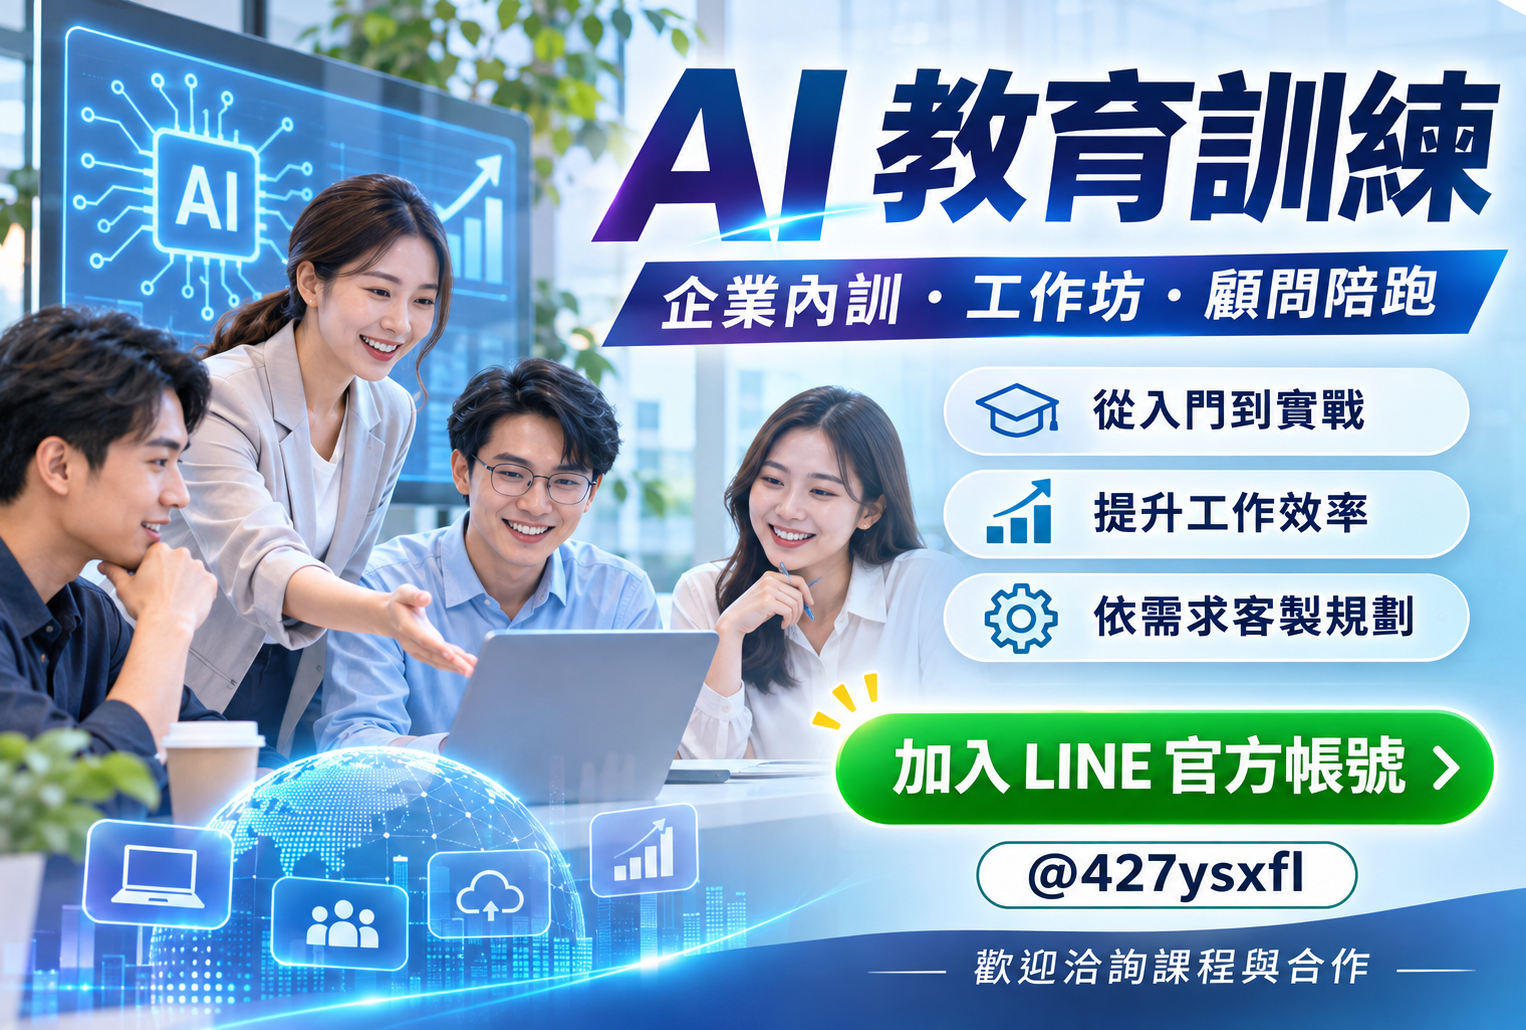 AI
AI 教育訓練
企業內訓・工作坊・顧問陪跑
從入門到實戰
提升工作效率
依需求客製規劃
加入 LINE 官方帳號
@427ysxfl
歡迎洽詢課程與合作